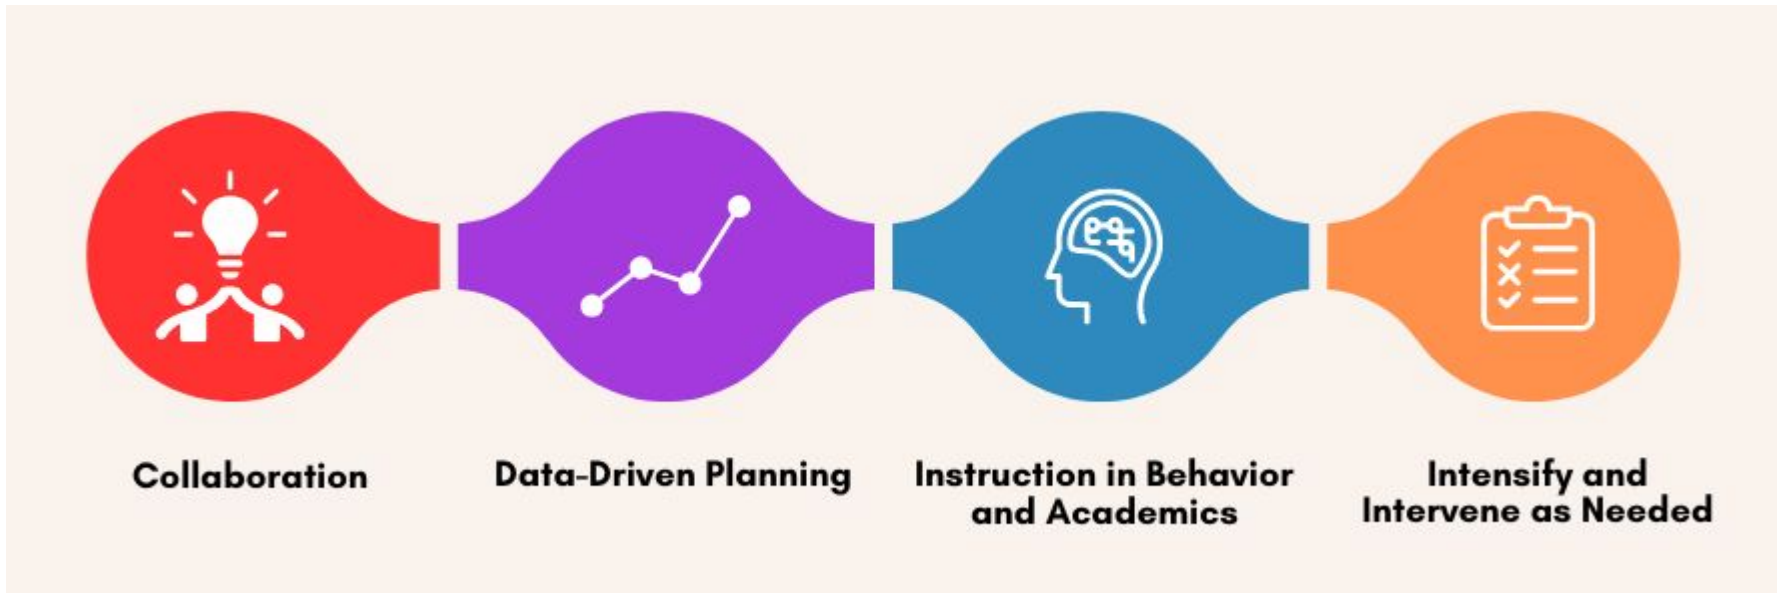 Collaboration
Data-Driven Planning
Instruction in Behavior
and Academics
Intensify and
Intervene as Needed